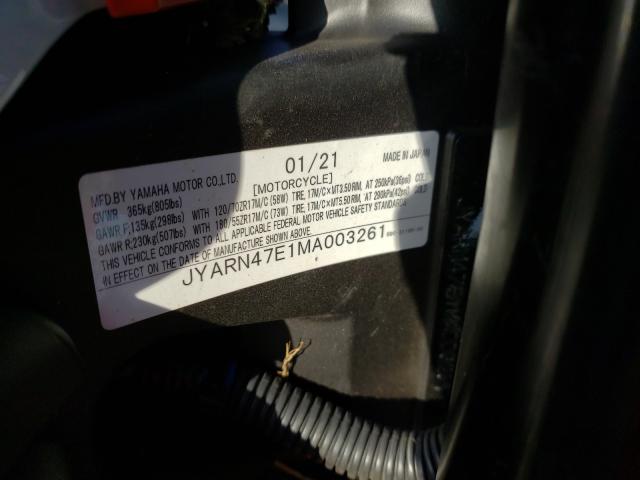 01/21 MADE IN JAPAN
MFD.BY YAMAHA MOTOR CO.,LTD. [MOTORCYCLE]
GVWR 365kg(805lbs)
GAWR F,135kg(298lbs) WITH 120/70ZR17M/C (58W) TIRE, 17M/C×MT3.50 RIM, AT 250kPa(36psi) COLD
GAWR R,230kg(507lbs) WITH 180/55ZR17M/C (73W) TIRE, 17M/C×MT5.50 RIM, AT 290kPa(42psi) COLD
THIS VEHICLE CONFORMS TO ALL APPLICABLE FEDERAL MOTOR VEHICLE SAFETY STANDARDS
IN EFFECT ON THE DATE OF MANUFACTURE SHOWN ABOVE.
JYARN47E1MA003261